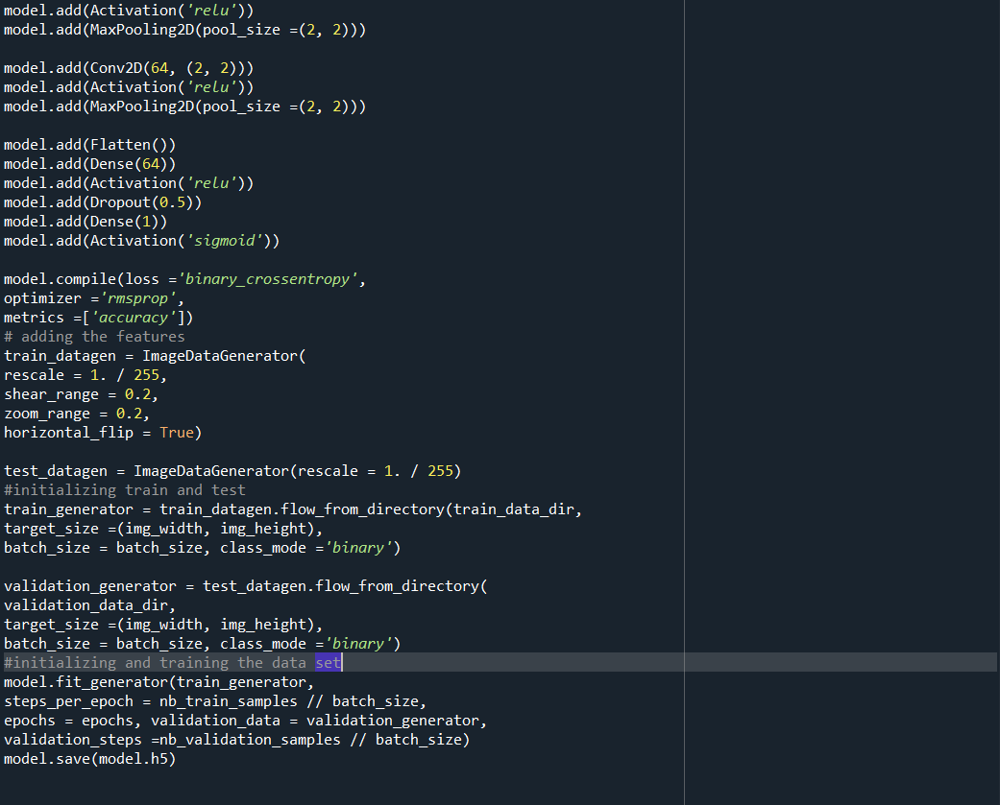 model.add(Activation('relu'))
model.add(MaxPooling2D(pool_size =(2, 2)))

model.add(Conv2D(64, (2, 2)))
model.add(Activation('relu'))
model.add(MaxPooling2D(pool_size =(2, 2)))

model.add(Flatten())
model.add(Dense(64))
model.add(Activation('relu'))
model.add(Dropout(0.5))
model.add(Dense(1))
model.add(Activation('sigmoid'))

model.compile(loss ='binary_crossentropy',
optimizer ='rmsprop',
metrics =['accuracy'])
# adding the features
train_datagen = ImageDataGenerator(
rescale = 1. / 255,
shear_range = 0.2,
zoom_range = 0.2,
horizontal_flip = True)

test_datagen = ImageDataGenerator(rescale = 1. / 255)
#initializing train and test
train_generator = train_datagen.flow_from_directory(train_data_dir,
target_size =(img_width, img_height),
batch_size = batch_size, class_mode ='binary')

validation_generator = test_datagen.flow_from_directory(
validation_data_dir,
target_size =(img_width, img_height),
batch_size = batch_size, class_mode ='binary')
#initializing and training the data set
model.fit_generator(train_generator,
steps_per_epoch = nb_train_samples // batch_size,
epochs = epochs, validation_data = validation_generator,
validation_steps =nb_validation_samples // batch_size)
model.save(model.h5)